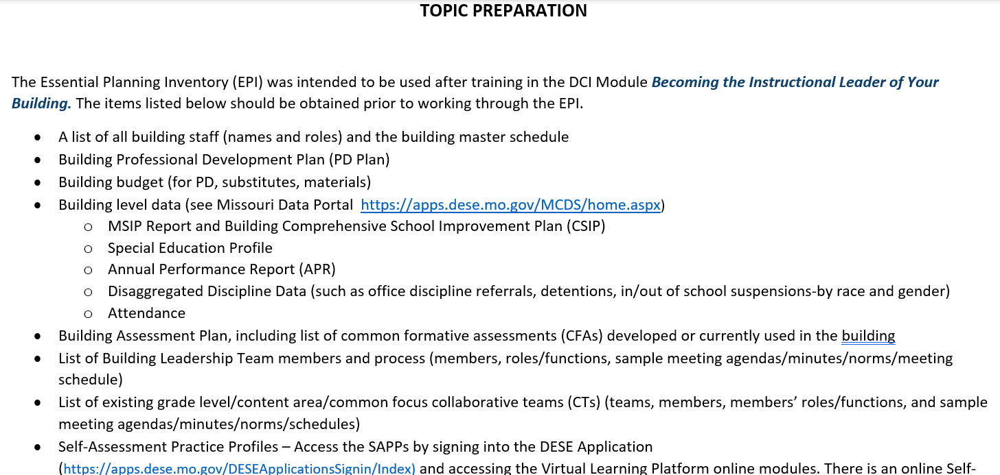 TOPIC PREPARATION
The Essential Planning Inventory (EPI) was intended to be used after training in the DCI Module Becoming the Instructional Leader of Your
Building. The items listed below should be obtained prior to working through the EPI.
• A list of all building staff (names and roles) and the building master schedule
• Building Professional Development Plan (PD Plan)
• Building budget (for PD, substitutes, materials)
• Building level data (see Missouri Data Portal  https://apps.dese.mo.gov/MCDS/home.aspx)
o MSIP Report and Building Comprehensive School Improvement Plan (CSIP)
o Special Education Profile
o Annual Performance Report (APR)
o Disaggregated Discipline Data (such as office discipline referrals, detentions, in/out of school suspensions-by race and gender)
o Attendance
• Building Assessment Plan, including list of common formative assessments (CFAs) developed or currently used in the building
• List of Building Leadership Team members and process (members, roles/functions, sample meeting agendas/minutes/norms/meeting
schedule)
• List of existing grade level/content area/common focus collaborative teams (CTs) (teams, members, members’ roles/functions, and sample
meeting agendas/minutes/norms/schedules)
• Self-Assessment Practice Profiles – Access the SAPPs by signing into the DESE Application
(https://apps.dese.mo.gov/DESEApplicationsSignin/Index) and accessing the Virtual Learning Platform online modules. There is an online Self-